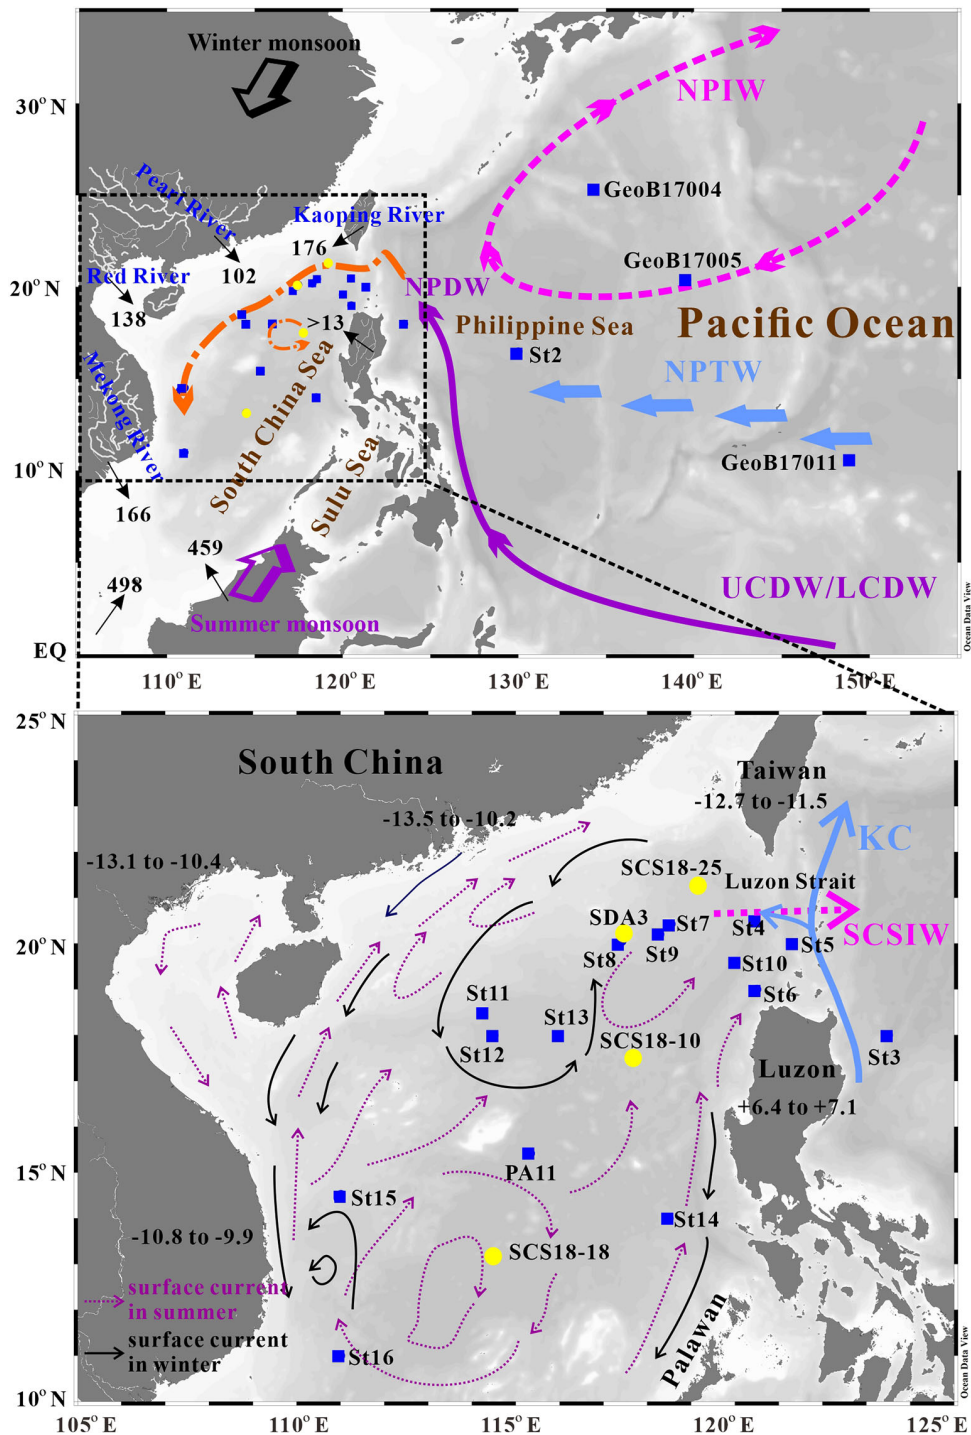 Winter monsoon
NPIW
30° N
GeoB17004
Pearl River
Kaoping River
176
102
Red River
138
GeoB17005
20° N
NPDW
>13
Philippine Sea
Pacific Ocean
St2
NPTW
Mekong River
South China Sea
Sulu Sea
GeoB17011
10° N
166
459
498
UCDW/LCDW
Summer monsoon
EQ
Ocean Data View
110° E
120° E
130° E
140° E
150° E
25° N
South China
Taiwan
-12.7 to -11.5
-13.5 to -10.2
KC
-13.1 to -10.4
SCS18-25
Luzon Strait
SDA3
St7
St4
SCSIW
20° N
St8
St9
St5
St10
St6
St11
St13
St12
SCS18-10
St3
Luzon
+6.4 to +7.1
15° N
PA11
St15
St14
-10.8 to -9.9
SCS18-18
surface current
in summer
surface current
in winter
St16
Palawan
10° N
Ocean Data View
105° E
110° E
115° E
120° E
125° E